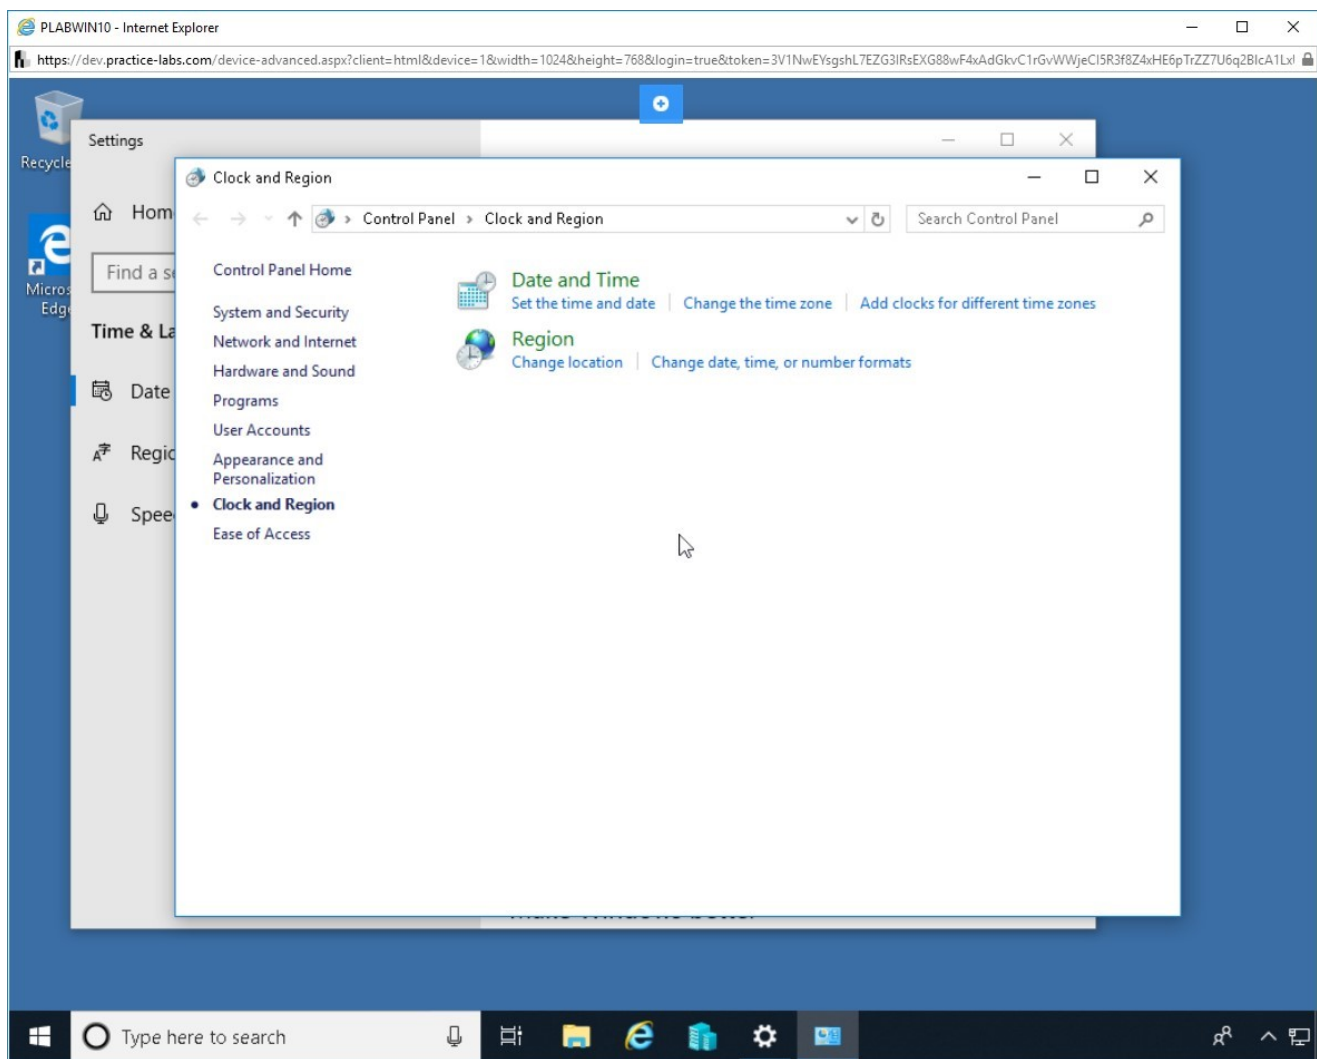 PLABWIN10 - Internet Explorer
https://dev.practice-labs.com/device-advanced.aspx?client=html&device=1&width=1024&height=768&login=true&token=3V1NwEYsgshL7EZG3IRsEXG88wF4xAdGkvC1rGvWWjeCI5R3f8Z4xHE6pTrZZ7U6q2BIcA1Lx
Recycle
Micros
Edge
Settings
Hom
Find a se
Time & La
Date
Regio
Spee
Clock and Region
Control Panel > Clock and Region
Search Control Panel
Control Panel Home
System and Security
Network and Internet
Hardware and Sound
Programs
User Accounts
Appearance and
Personalization
Clock and Region
Ease of Access
Date and Time
Set the time and date | Change the time zone | Add clocks for different time zones
Region
Change location | Change date, time, or number formats
Type here to search